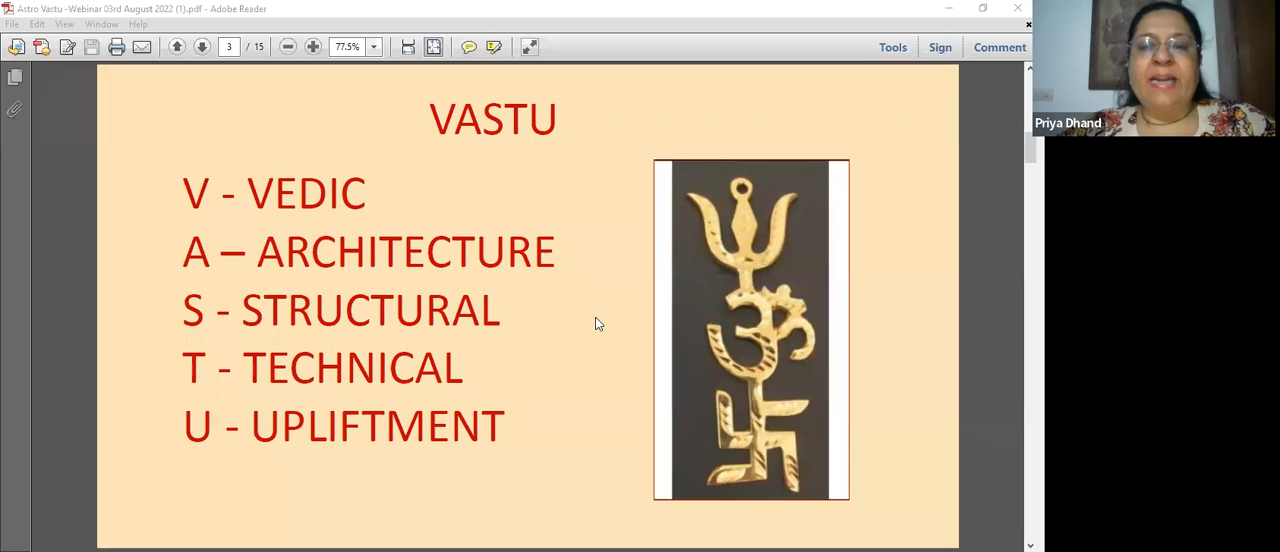 Astro Vastu -Webinar 03rd August 2022 (1).pdf - Adobe Reader
File Edit View Window Help
3 / 15 77.5% Tools Sign Comment
Priya Dhand
VASTU
V - VEDIC
A – ARCHITECTURE
S - STRUCTURAL
T - TECHNICAL
U - UPLIFTMENT
ॐ